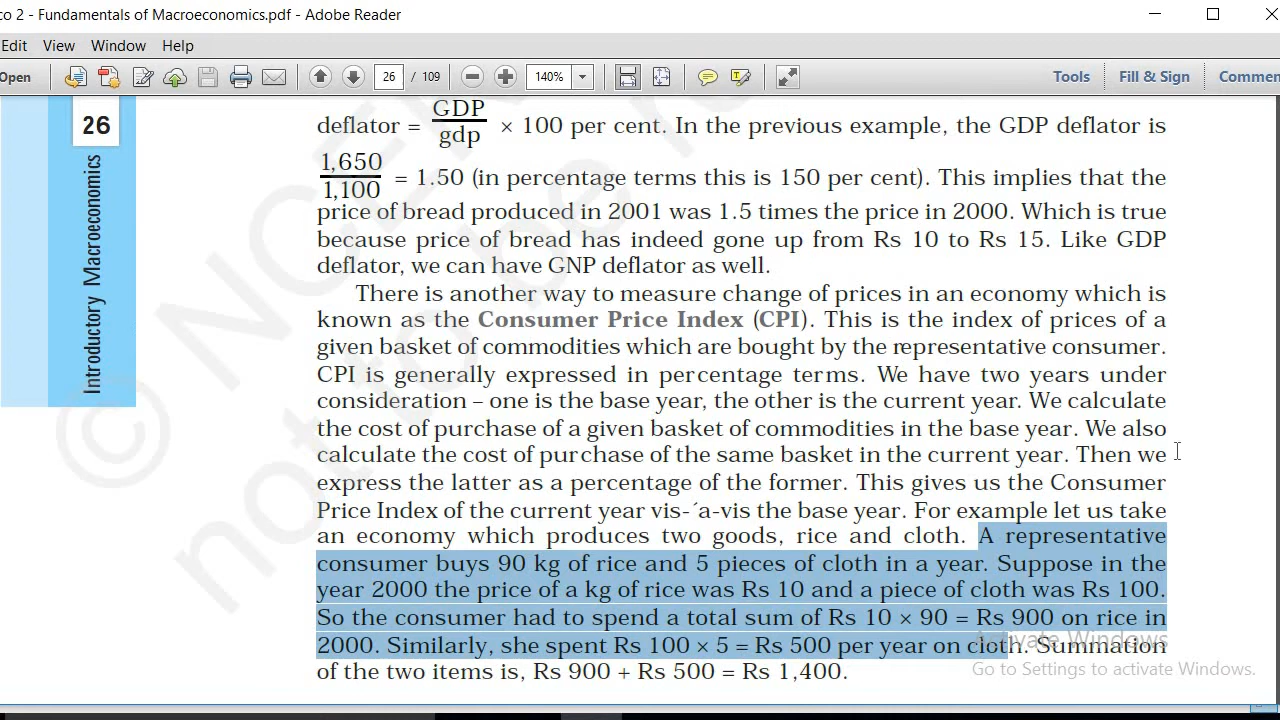 co 2 - Fundamentals of Macroeconomics.pdf - Adobe Reader
Edit View Window Help
Open 26 / 109 140% Tools Fill & Sign Commen
26
Introductory Macroeconomics
© NCER
not to be re
deflator = GDP/gdp × 100 per cent. In the previous example, the GDP deflator is
1,650/1,100 = 1.50 (in percentage terms this is 150 per cent). This implies that the
price of bread produced in 2001 was 1.5 times the price in 2000. Which is true
because price of bread has indeed gone up from Rs 10 to Rs 15. Like GDP
deflator, we can have GNP deflator as well.
There is another way to measure change of prices in an economy which is
known as the Consumer Price Index (CPI). This is the index of prices of a
given basket of commodities which are bought by the representative consumer.
CPI is generally expressed in percentage terms. We have two years under
consideration – one is the base year, the other is the current year. We calculate
the cost of purchase of a given basket of commodities in the base year. We also
calculate the cost of purchase of the same basket in the current year. Then we
express the latter as a percentage of the former. This gives us the Consumer
Price Index of the current year vis-´a-vis the base year. For example let us take
an economy which produces two goods, rice and cloth. A representative
consumer buys 90 kg of rice and 5 pieces of cloth in a year. Suppose in the
year 2000 the price of a kg of rice was Rs 10 and a piece of cloth was Rs 100.
So the consumer had to spend a total sum of Rs 10 × 90 = Rs 900 on rice in
2000. Similarly, she spent Rs 100 × 5 = Rs 500 per year on cloth. Summation
of the two items is, Rs 900 + Rs 500 = Rs 1,400.
Activate Windows
Go to Settings to activate Windows.